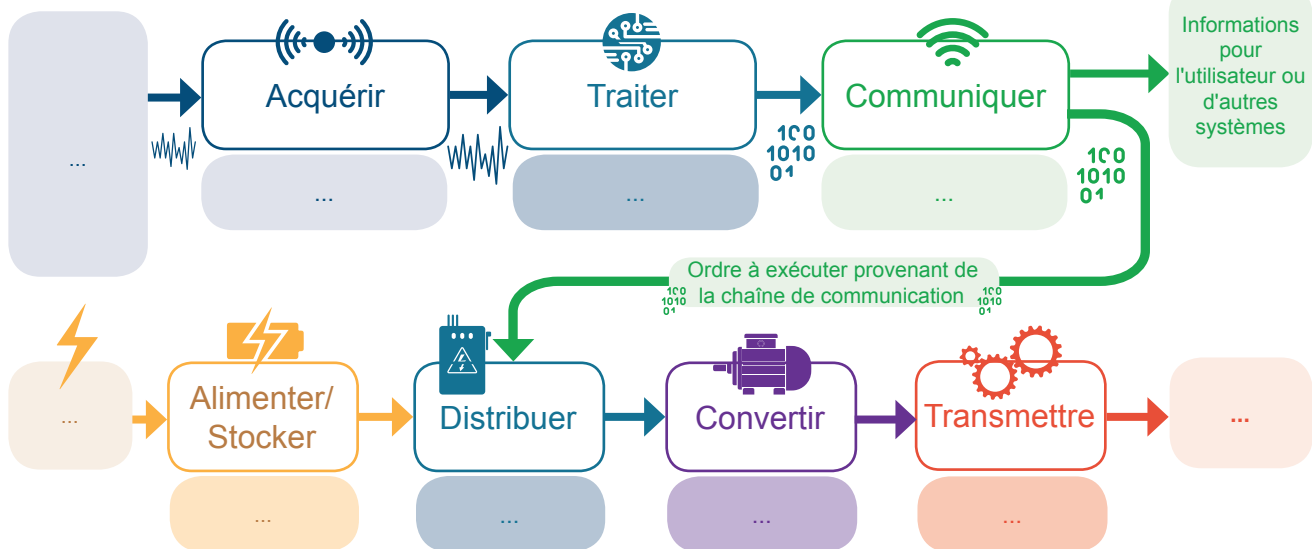 ...
Acquérir
...
Traiter
...
Communiquer
...
Informations
pour
l'utilisateur ou
d'autres
systèmes
100
1010
01
100
1010
01
Ordre à exécuter provenant de
la chaîne de communication
100
1010
01
100
1010
01
...
Alimenter/
Stocker
...
Distribuer
...
Convertir
...
Transmettre
...
...